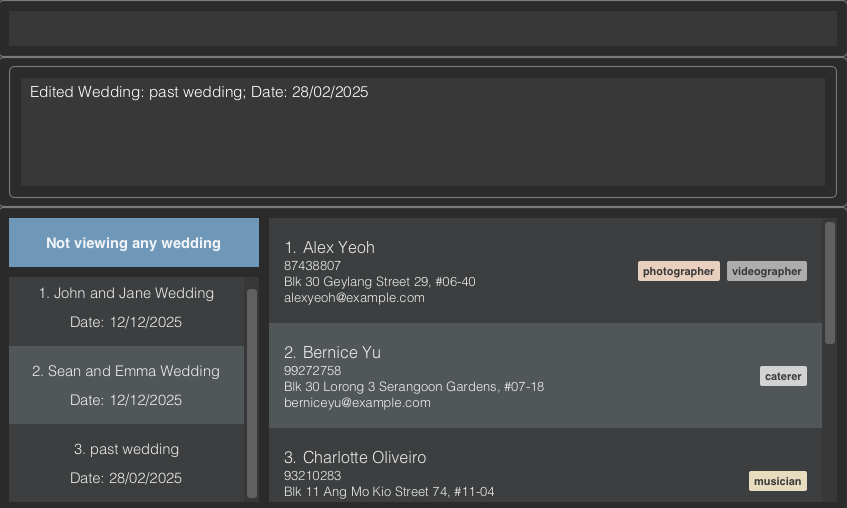 Edited Wedding: past wedding; Date: 28/02/2025
Not viewing any wedding
1. John and Jane Wedding
Date: 12/12/2025
2. Sean and Emma Wedding
Date: 12/12/2025
3. past wedding
Date: 28/02/2025
1. Alex Yeoh
87438807
Blk 30 Geylang Street 29, #06-40
alexyeoh@example.com
photographer videographer
2. Bernice Yu
99272758
Blk 30 Lorong 3 Serangoon Gardens, #07-18
berniceyu@example.com
caterer
3. Charlotte Oliveiro
93210283
Blk 11 Ang Mo Kio Street 74, #11-04
musician